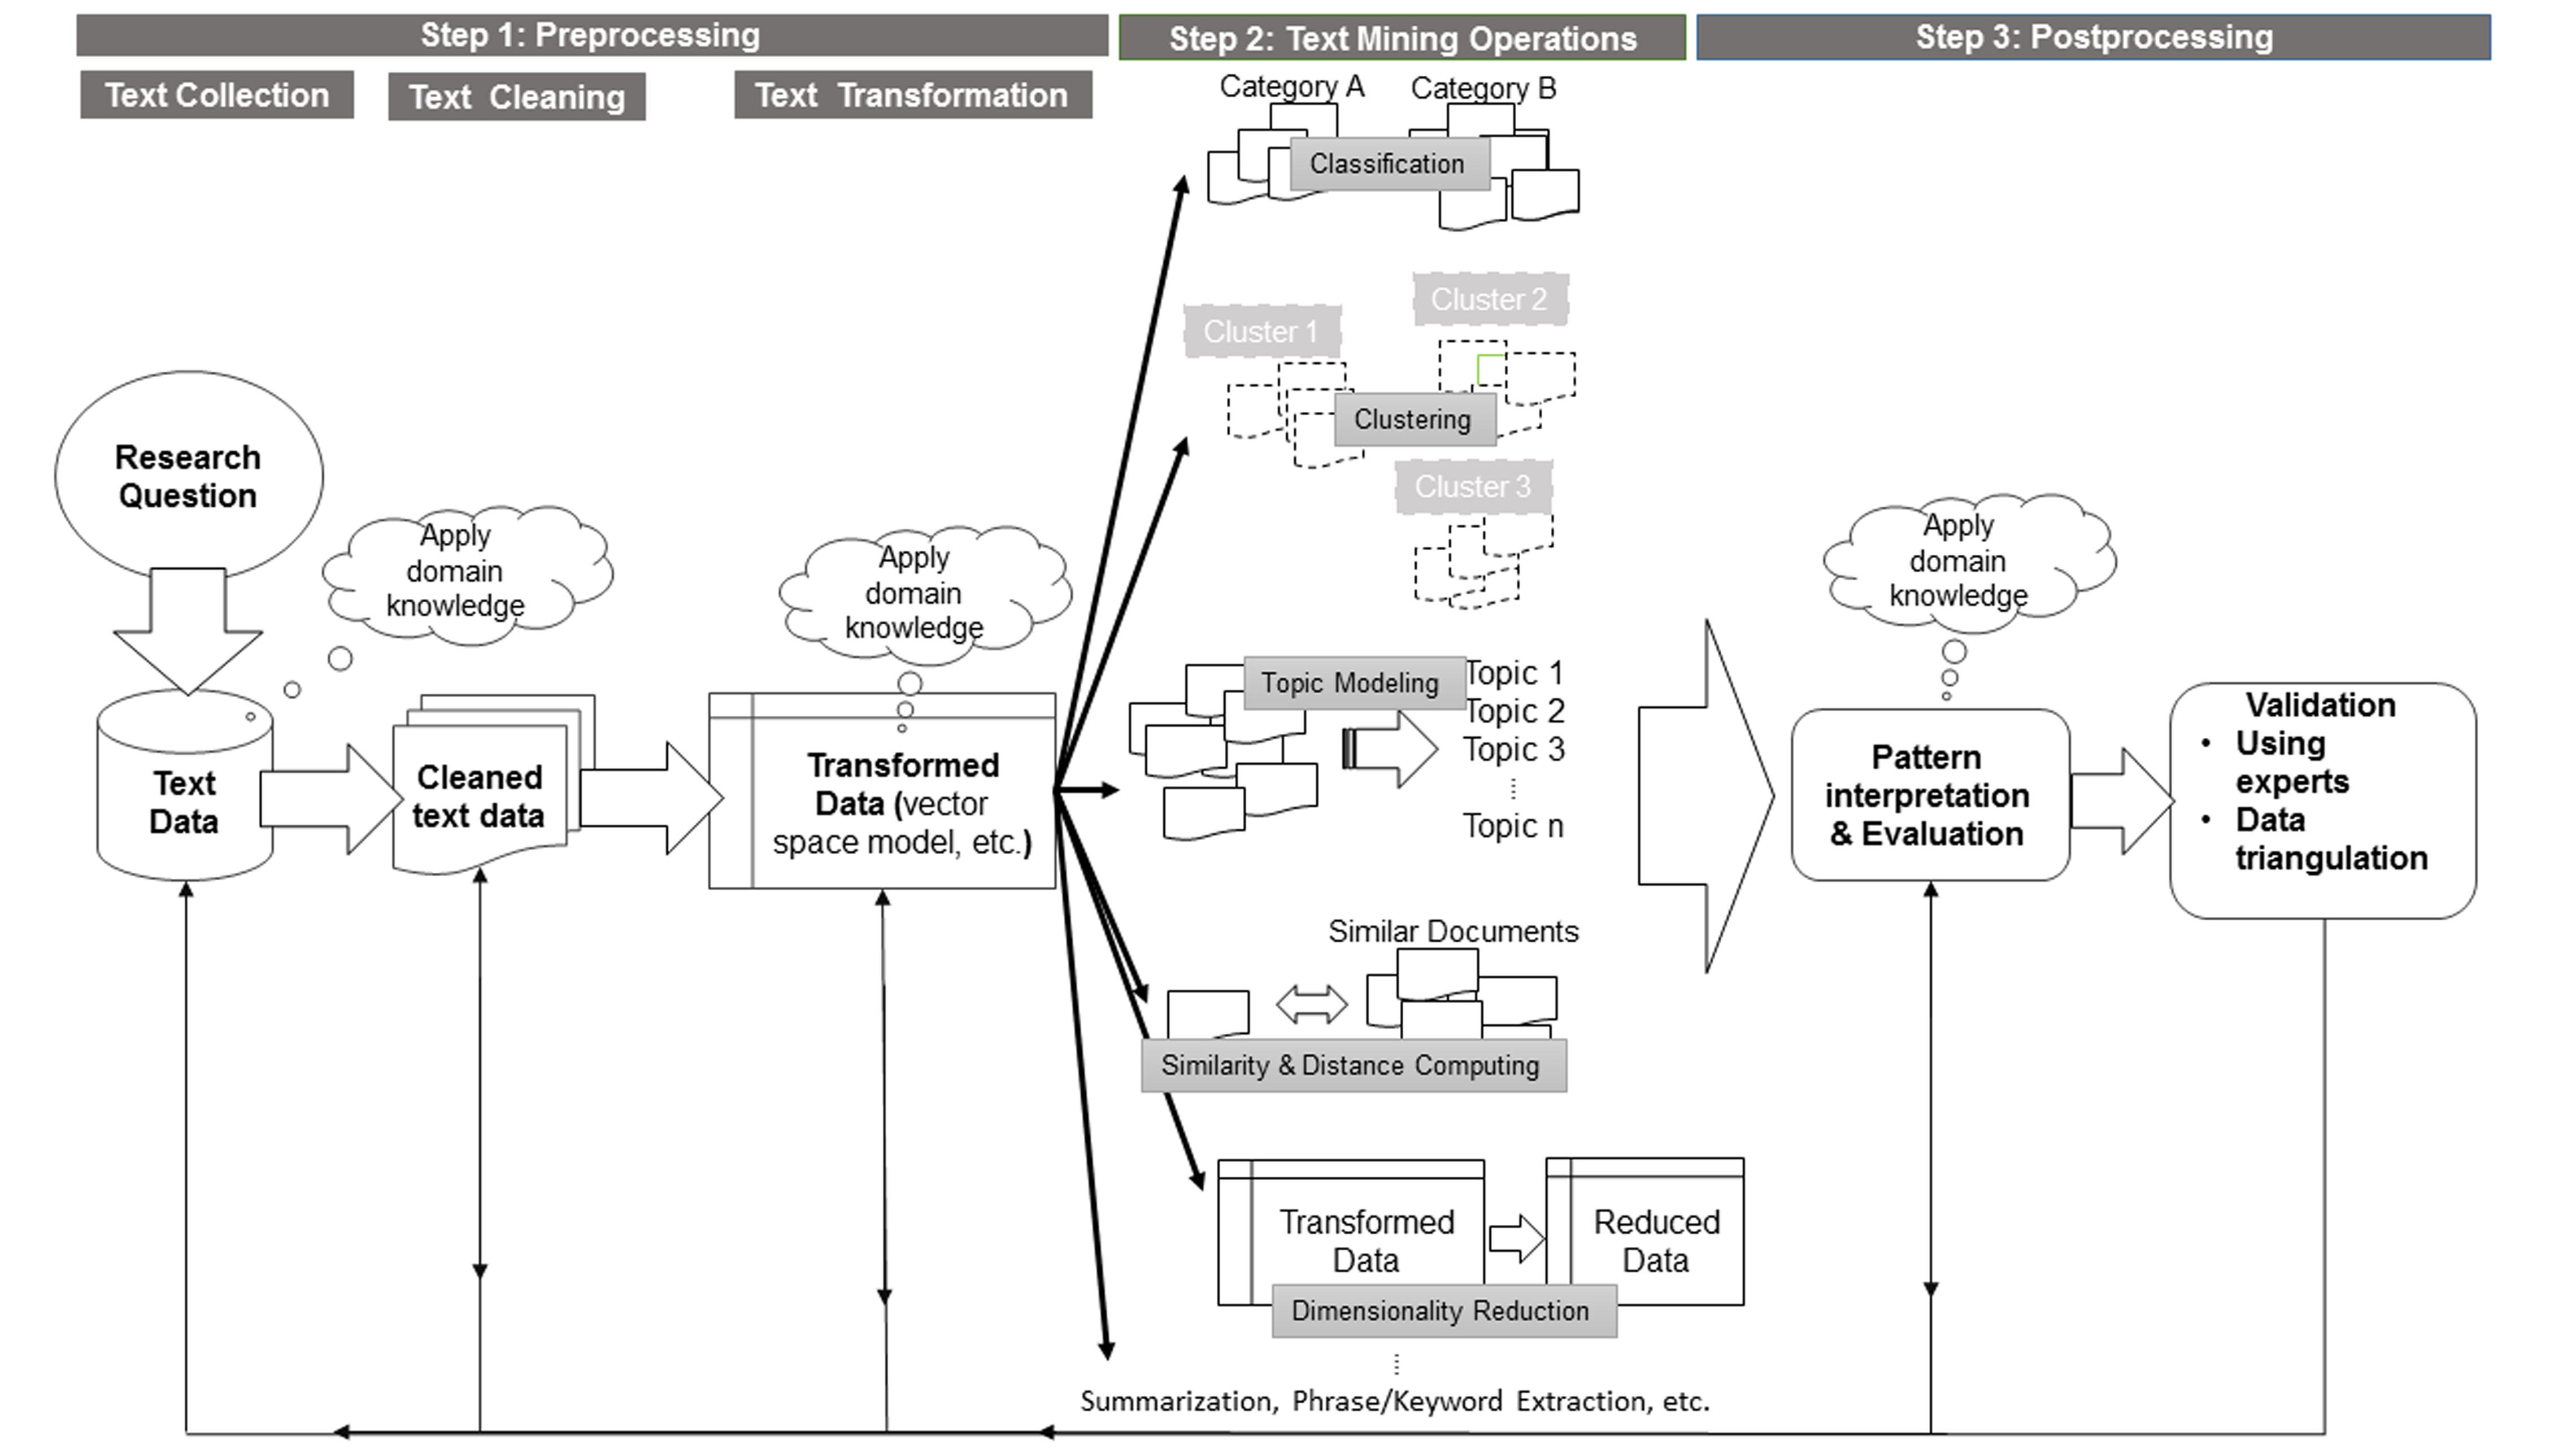 Step 1: Preprocessing
Step 2: Text Mining Operations
Step 3: Postprocessing
Text Collection
Text Cleaning
Text Transformation
Category A
Category B
Classification
Cluster 1
Cluster 2
Clustering
Cluster 3
Research
Question
Apply
domain
knowledge
Apply
domain
knowledge
Apply
domain
knowledge
Text
Data
Cleaned
text data
Transformed
Data (vector
space model, etc.)
Topic Modeling
Topic 1
Topic 2
Topic 3
Topic n
Pattern
interpretation
& Evaluation
Validation
• Using
experts
• Data
triangulation
Similar Documents
Similarity & Distance Computing
Transformed
Data
Reduced
Data
Dimensionality Reduction
Summarization, Phrase/Keyword Extraction, etc.